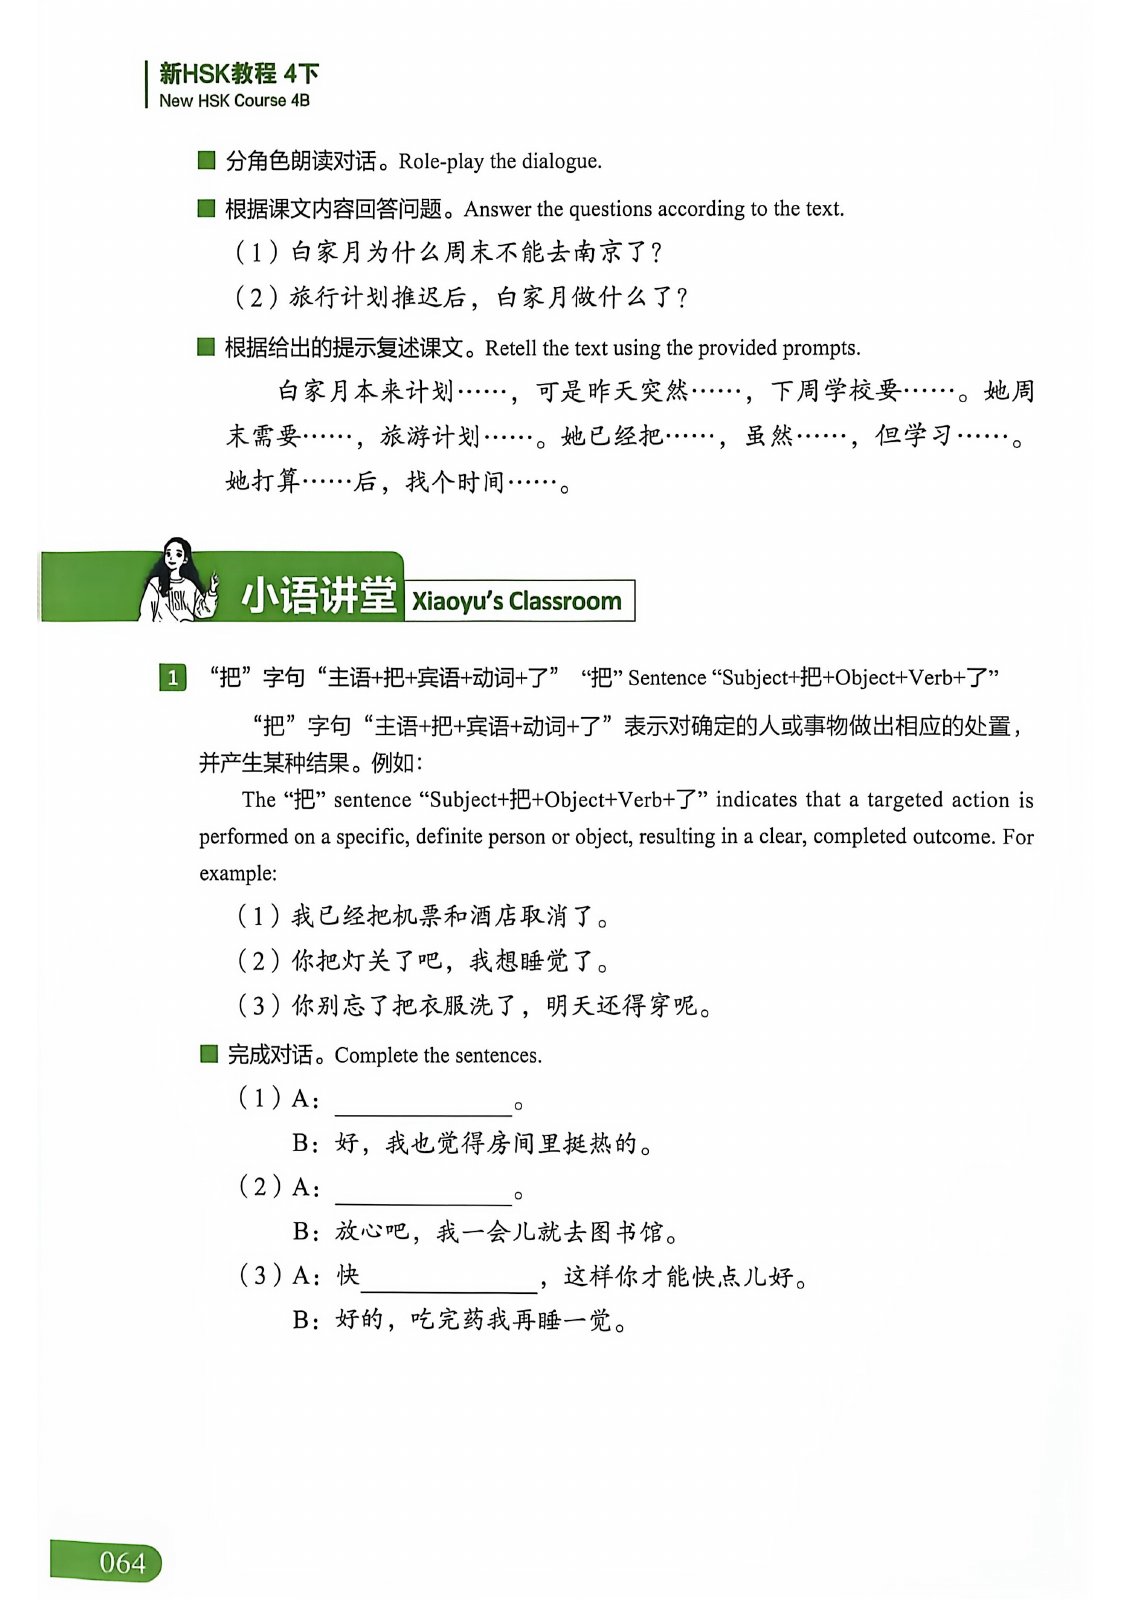 新HSK教程 4下
New HSK Course 4B
分角色朗读对话。Role-play the dialogue.
根据课文内容回答问题。Answer the questions according to the text.
（1）白家月为什么周末不能去南京了？
（2）旅行计划推迟后，白家月做什么了？
根据给出的提示复述课文。Retell the text using the provided prompts.
白家月本来计划……，可是昨天突然……，下周学校要……。她周
末需要……，旅游计划……。她已经把……，虽然……，但学习……。
她打算……后，找个时间……。
HSK
小语讲堂 Xiaoyu's Classroom
1 “把”字句“主语+把+宾语+动词+了” “把” Sentence “Subject+把+Object+Verb+了”
“把”字句“主语+把+宾语+动词+了”表示对确定的人或事物做出相应的处置，
并产生某种结果。例如：
The “把” sentence “Subject+把+Object+Verb+了” indicates that a targeted action is
performed on a specific, definite person or object, resulting in a clear, completed outcome. For
example:
（1）我已经把机票和酒店取消了。
（2）你把灯关了吧，我想睡觉了。
（3）你别忘了把衣服洗了，明天还得穿呢。
完成对话。Complete the sentences.
（1）A：______________。
B：好，我也觉得房间里挺热的。
（2）A：______________。
B：放心吧，我一会儿就去图书馆。
（3）A：快______________，这样你才能快点儿好。
B：好的，吃完药我再睡一觉。
064